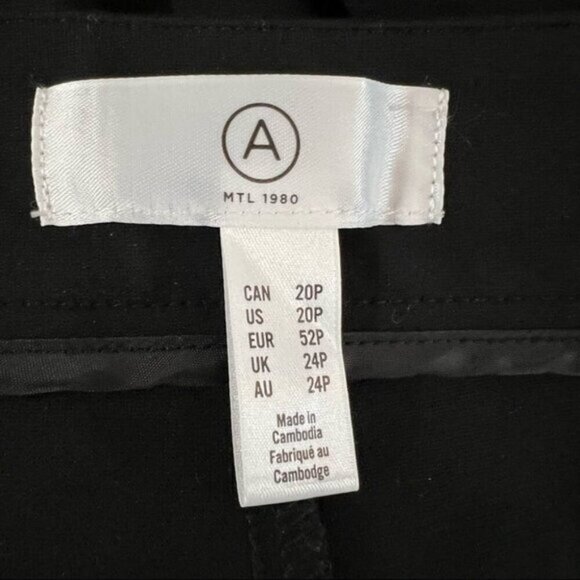 A
MTL 1980
CAN 20P
US 20P
EUR 52P
UK 24P
AU 24P
Made in
Cambodia
Fabriqué au
Cambodge